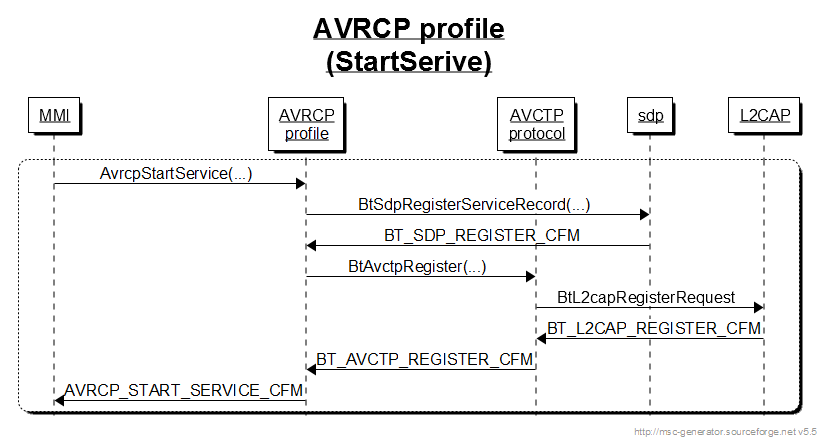 AVRCP profile
(StartSerive)
MMI
AVRCP
profile
AVCTP
protocol
sdp
L2CAP
AvrcpStartService(...)
BtSdpRegisterServiceRecord(...)
BT_SDP_REGISTER_CFM
BtAvctpRegister(...)
BtL2capRegisterRequest
BT_L2CAP_REGISTER_CFM
BT_AVCTP_REGISTER_CFM
AVRCP_START_SERVICE_CFM
http://msc-generator.sourceforge.net v5.5